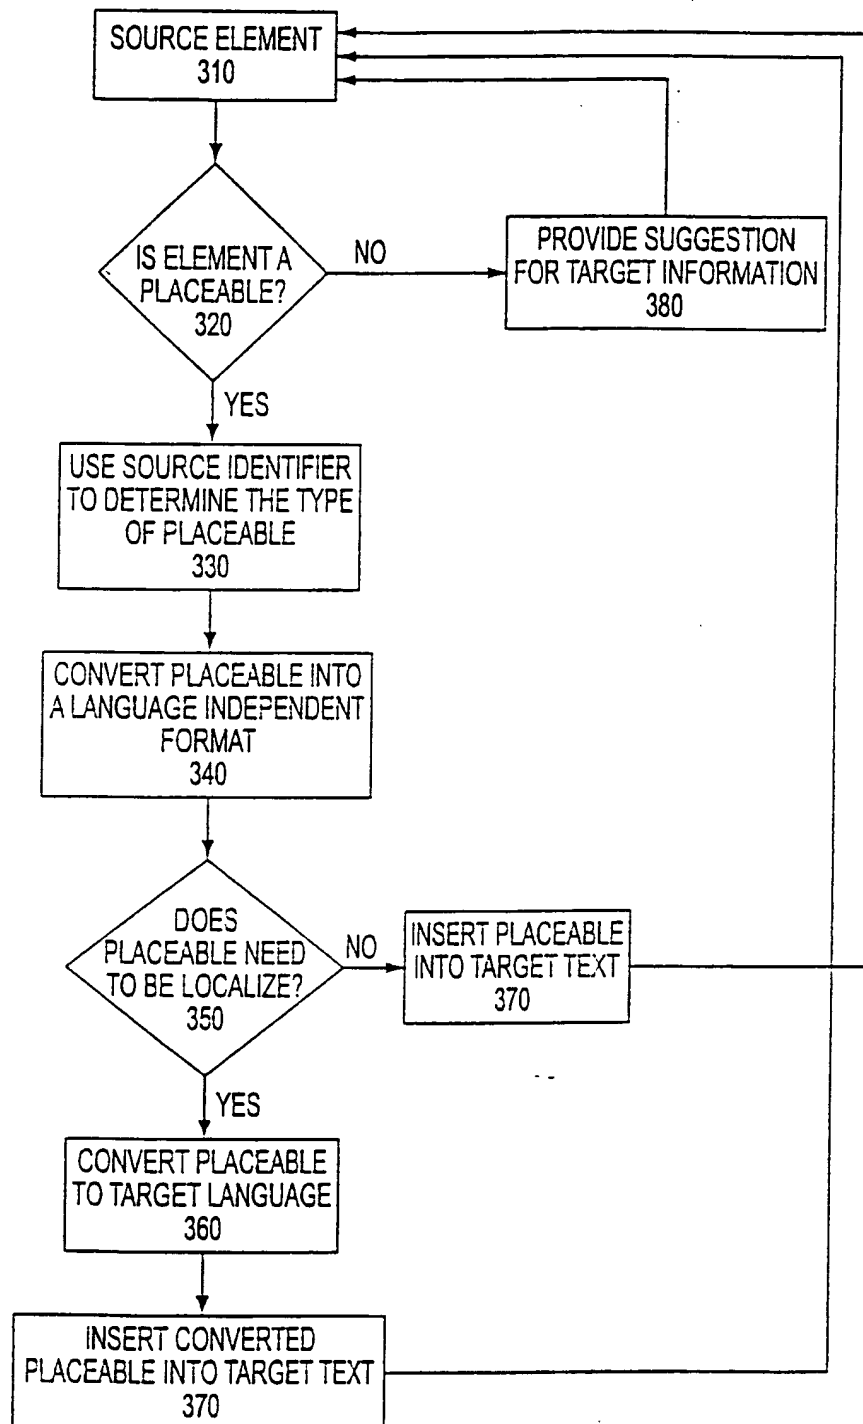 SOURCE ELEMENT
310
IS ELEMENT A
PLACEABLE?
320
NO
PROVIDE SUGGESTION
FOR TARGET INFORMATION
380
YES
USE SOURCE IDENTIFIER
TO DETERMINE THE TYPE
OF PLACEABLE
330
CONVERT PLACEABLE INTO
A LANGUAGE INDEPENDENT
FORMAT
340
DOES
PLACEABLE NEED
TO BE LOCALIZE?
350
NO
INSERT PLACEABLE
INTO TARGET TEXT
370
YES
CONVERT PLACEABLE
TO TARGET LANGUAGE
360
INSERT CONVERTED
PLACEABLE INTO TARGET TEXT
370